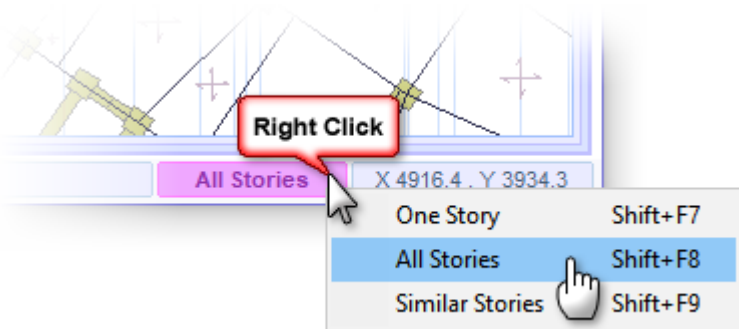 Right Click
All Stories X 4916.4 , Y 3934.3
One Story Shift+F7
All Stories Shift+F8
Similar Stories Shift+F9